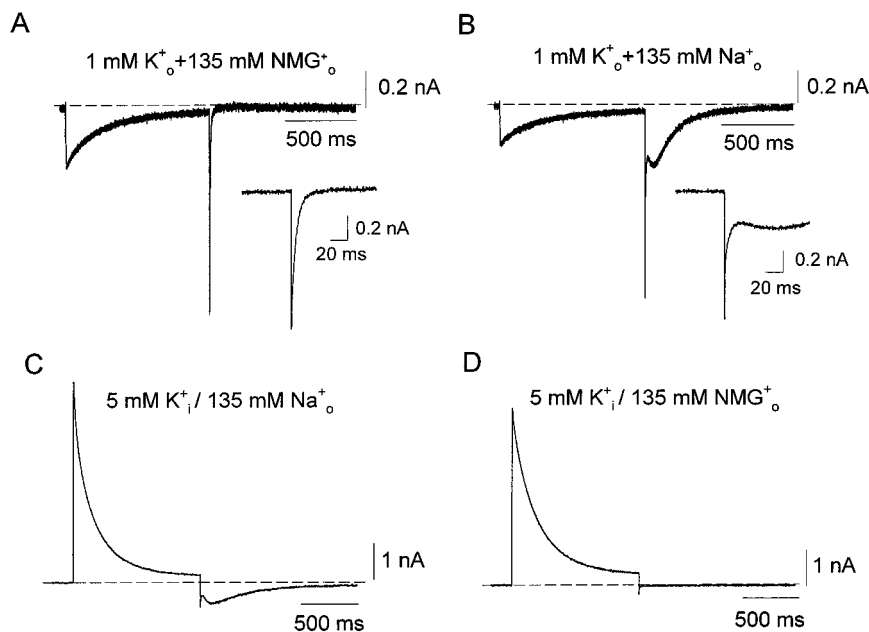 A
1 mM K⁺ₒ+135 mM NMG⁺ₒ
0.2 nA
500 ms
0.2 nA
20 ms
B
1 mM K⁺ₒ+135 mM Na⁺ₒ
0.2 nA
500 ms
0.2 nA
20 ms
C
5 mM K⁺ᵢ / 135 mM Na⁺ₒ
1 nA
500 ms
D
5 mM K⁺ᵢ / 135 mM NMG⁺ₒ
1 nA
500 ms